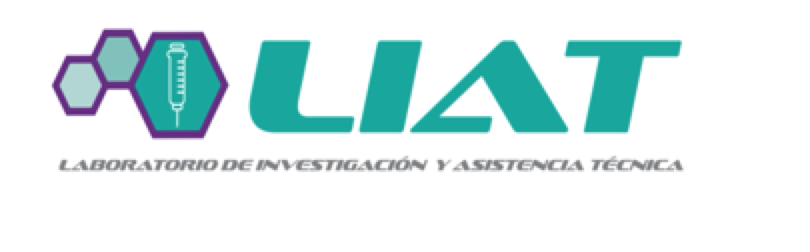 LIAT
LABORATORIO DE INVESTIGACIÓN Y ASISTENCIA TÉCNICA